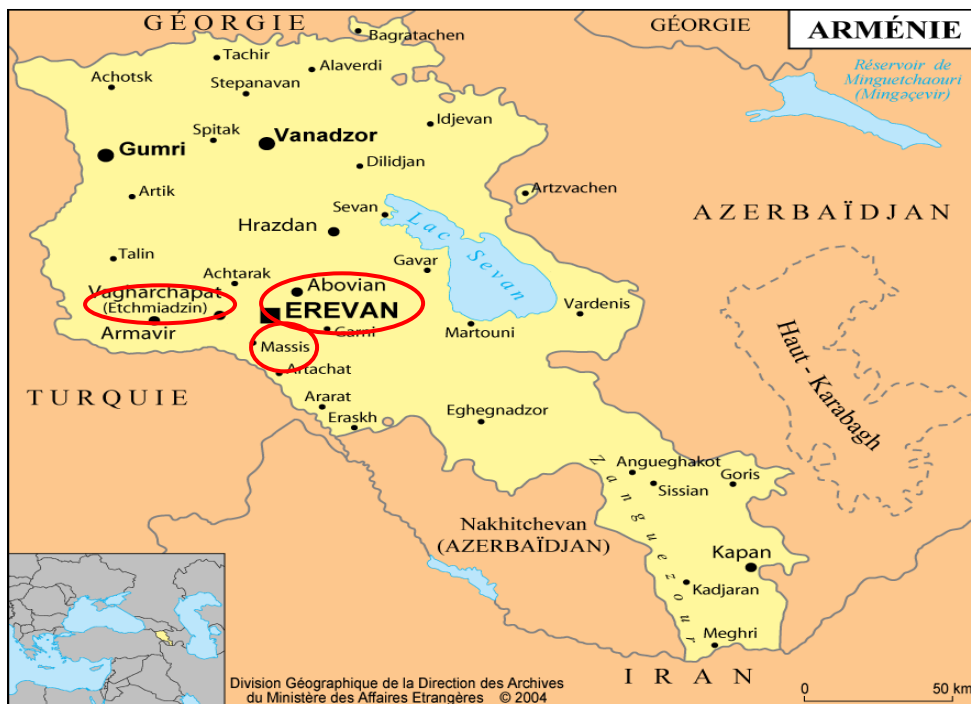 GÉORGIE
GÉORGIE
ARMÉNIE
Bagratachen
Tachir
Alaverdi
Achotsk
Stepanavan
Réservoir de
Minguetchaouri
(Mingəçevir)
Idjevan
Spitak
Vanadzor
Gumri
Dilidjan
Artik
Artzvachen
Sevan
AZERBAÏDJAN
Hrazdan
Lac Sevan
Talin
Gavar
Achtarak
Abovian
Vagharchapat
(Etchmiadzin)
EREVAN
Vardenis
Armavir
Garni
Martouni
Massis
Artachat
TURQUIE
Ararat
Eghegnadzor
Eraskh
Haut - Karabagh
Zanguezour
Angueghakot
Goris
Sissian
Nakhitchevan
(AZERBAÏDJAN)
Kapan
Kadjaran
Meghri
IRAN
Division Géographique de la Direction des Archives
du Ministère des Affaires Etrangères © 2004
0 50 km